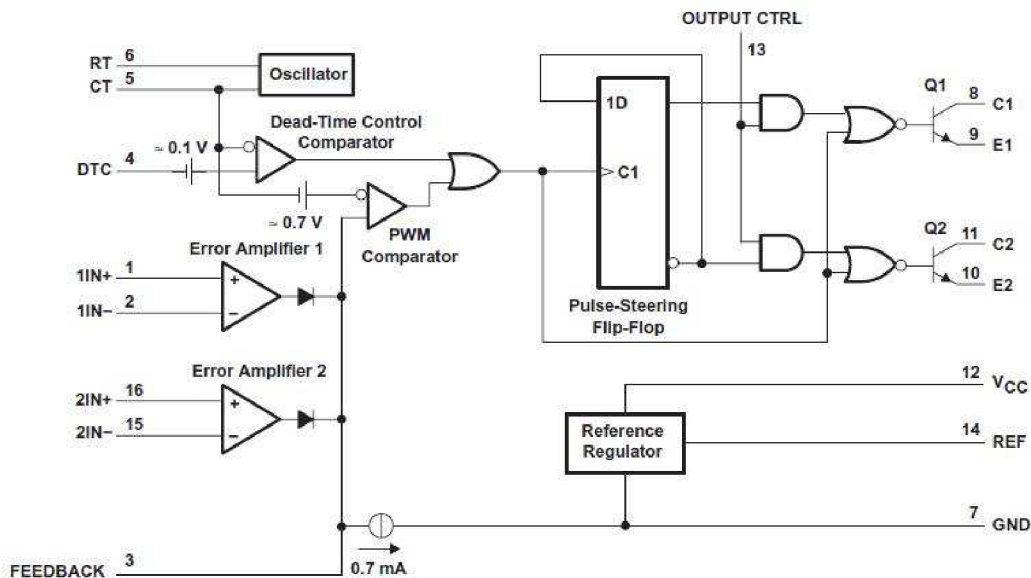 OUTPUT CTRL
13
RT 6
CT 5
Oscillator
Dead-Time Control
Comparator
≈ 0.1 V
DTC 4
≈ 0.7 V
PWM
Comparator
1D
C1
Pulse-Steering
Flip-Flop
Q1
8 C1
9 E1
Q2
11 C2
10 E2
Error Amplifier 1
1IN+ 1
+
1IN− 2
−
Error Amplifier 2
2IN+ 16
+
2IN− 15
−
12 VCC
Reference
Regulator
14 REF
7 GND
0.7 mA
FEEDBACK 3